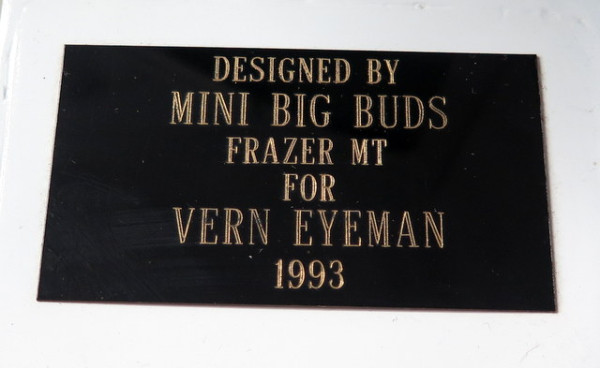 DESIGNED BY
MINI BIG BUDS
FRAZER MT
FOR
VERN EYEMAN
1993